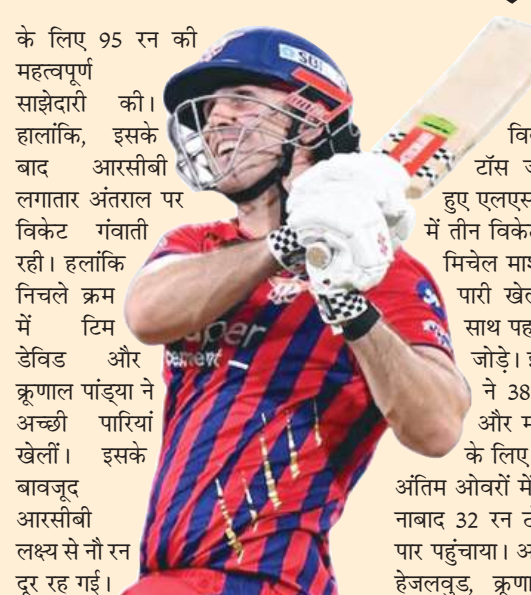 के लिए 95 रन की
महत्वपूर्ण
साझेदारी की।
हालांकि, इसके
बाद आरसीबी
लगातार अंतराल पर
विकेट गंवाती
रही। हलांकि
निचले क्रम
में टिम
डेविड और
क्रूणाल पांड्या ने
अच्छी पारियां
खेलीं। इसके
बावजूद
आरसीबी
लक्ष्य से नौ रन
दूर रह गई।
SBI
टॉस
हुए
में तीन
मिचेल
पारी
साथ
जोड़े।
ने 38
और
के लिए
अंतिम ओवरों में
नाबाद 32 रन
पार पहुंचाया।
हेजलवुड,